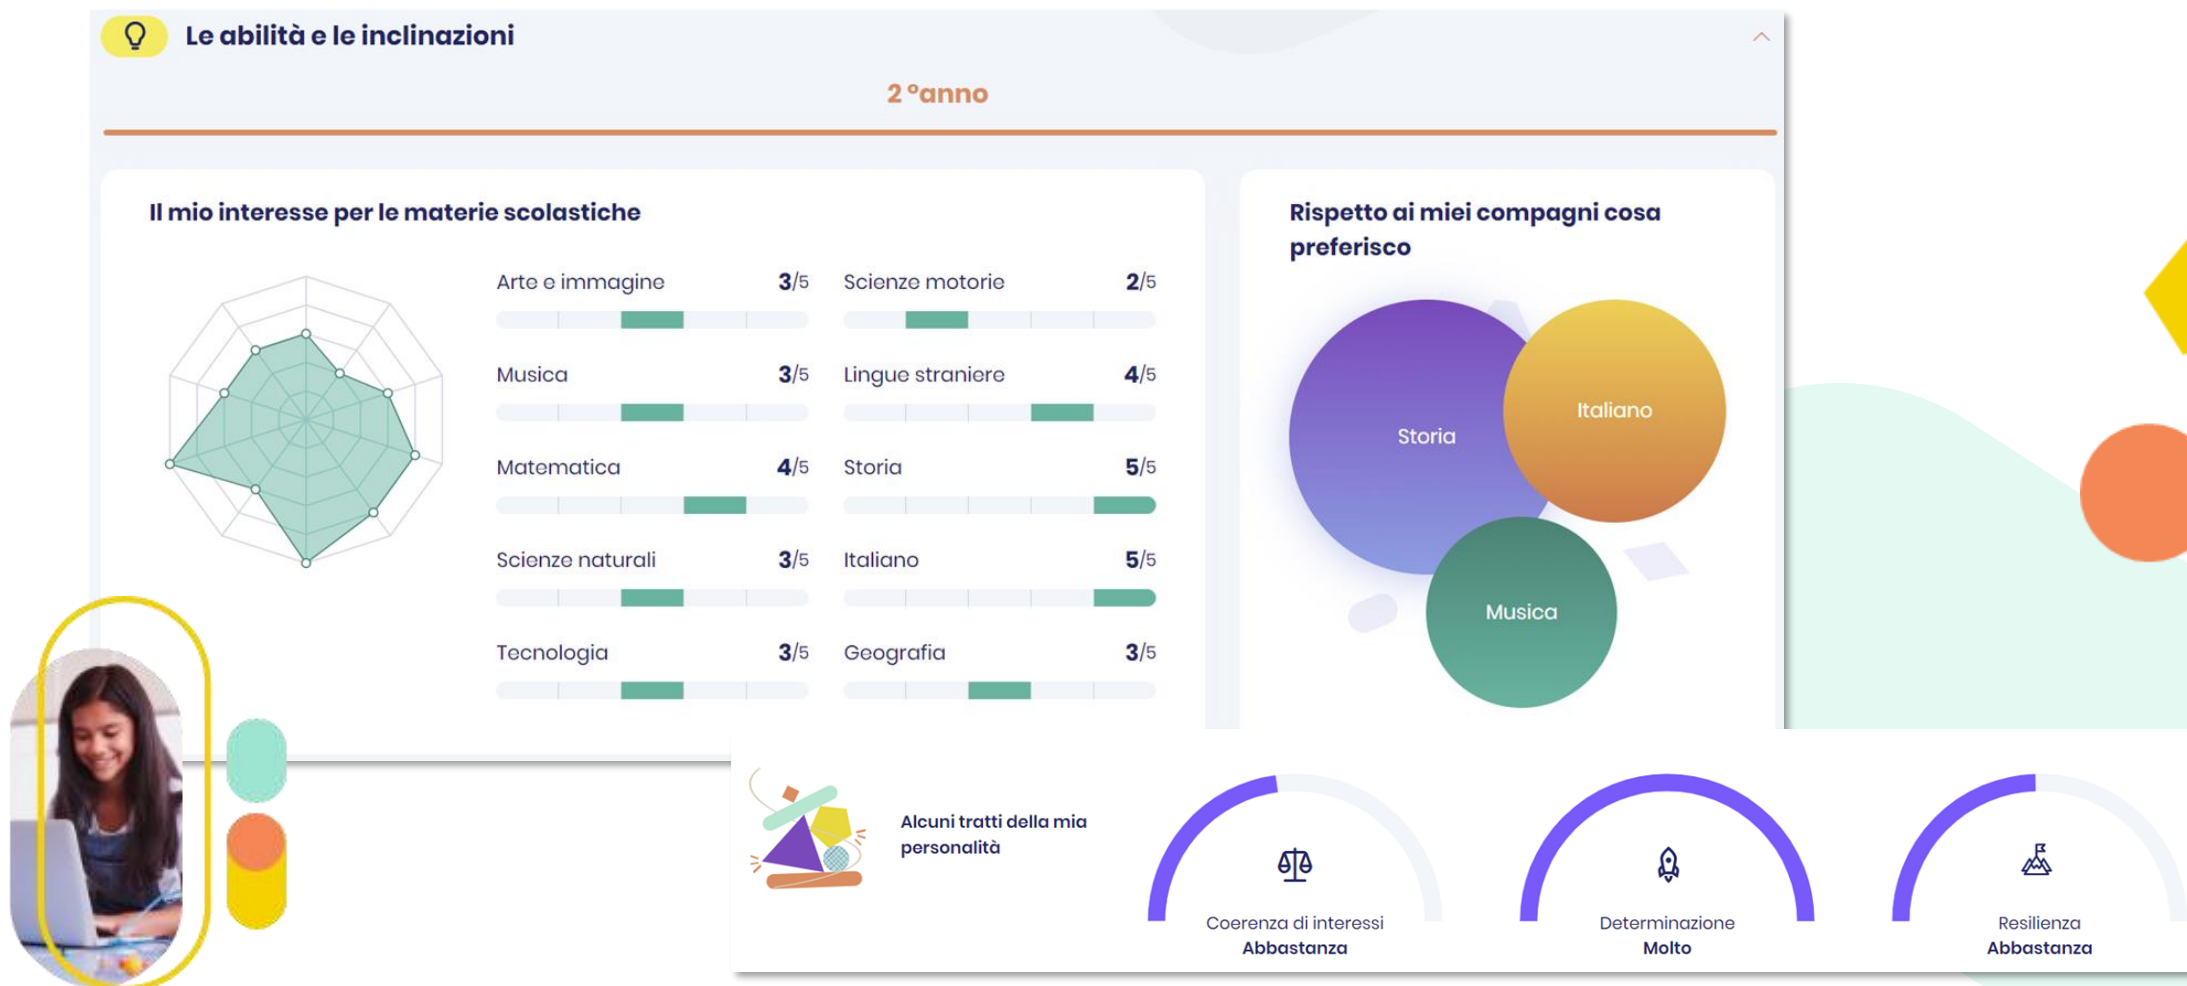 Le abilità e le inclinazioni
2 °anno
Il mio interesse per le materie scolastiche
Arte e immagine 3/5
Scienze motorie 2/5
Musica 3/5
Lingue straniere 4/5
Matematica 4/5
Storia 5/5
Scienze naturali 3/5
Italiano 5/5
Tecnologia 3/5
Geografia 3/5
Rispetto ai miei compagni cosa
preferisco
Storia
Italiano
Musica
Alcuni tratti della mia
personalità
Coerenza di interessi
Abbastanza
Determinazione
Molto
Resilienza
Abbastanza